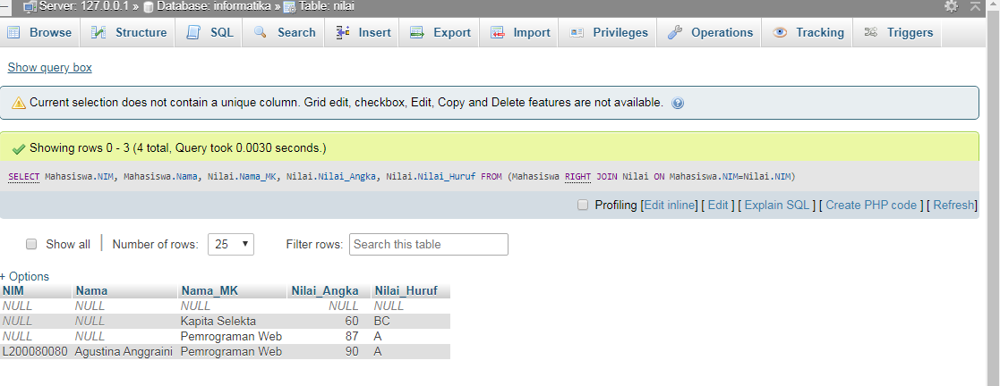 Server: 127.0.0.1 » Database: informatika » Table: nilai
Browse Structure SQL Search Insert Export Import Privileges Operations Tracking Triggers
Show query box
Current selection does not contain a unique column. Grid edit, checkbox, Edit, Copy and Delete features are not available.
Showing rows 0 - 3 (4 total, Query took 0.0030 seconds.)
SELECT Mahasiswa.NIM, Mahasiswa.Nama, Nilai.Nama_MK, Nilai.Nilai_Angka, Nilai.Nilai_Huruf FROM (Mahasiswa RIGHT JOIN Nilai ON Mahasiswa.NIM=Nilai.NIM)
Profiling [Edit inline] [ Edit ] [ Explain SQL ] [ Create PHP code ] [ Refresh]
Show all | Number of rows: 25 Filter rows: Search this table
+ Options
NIM Nama Nama_MK Nilai_Angka Nilai_Huruf
NULL NULL NULL NULL NULL
NULL NULL Kapita Selekta 60 BC
NULL NULL Pemrograman Web 87 A
L200080080 Agustina Anggraini Pemrograman Web 90 A